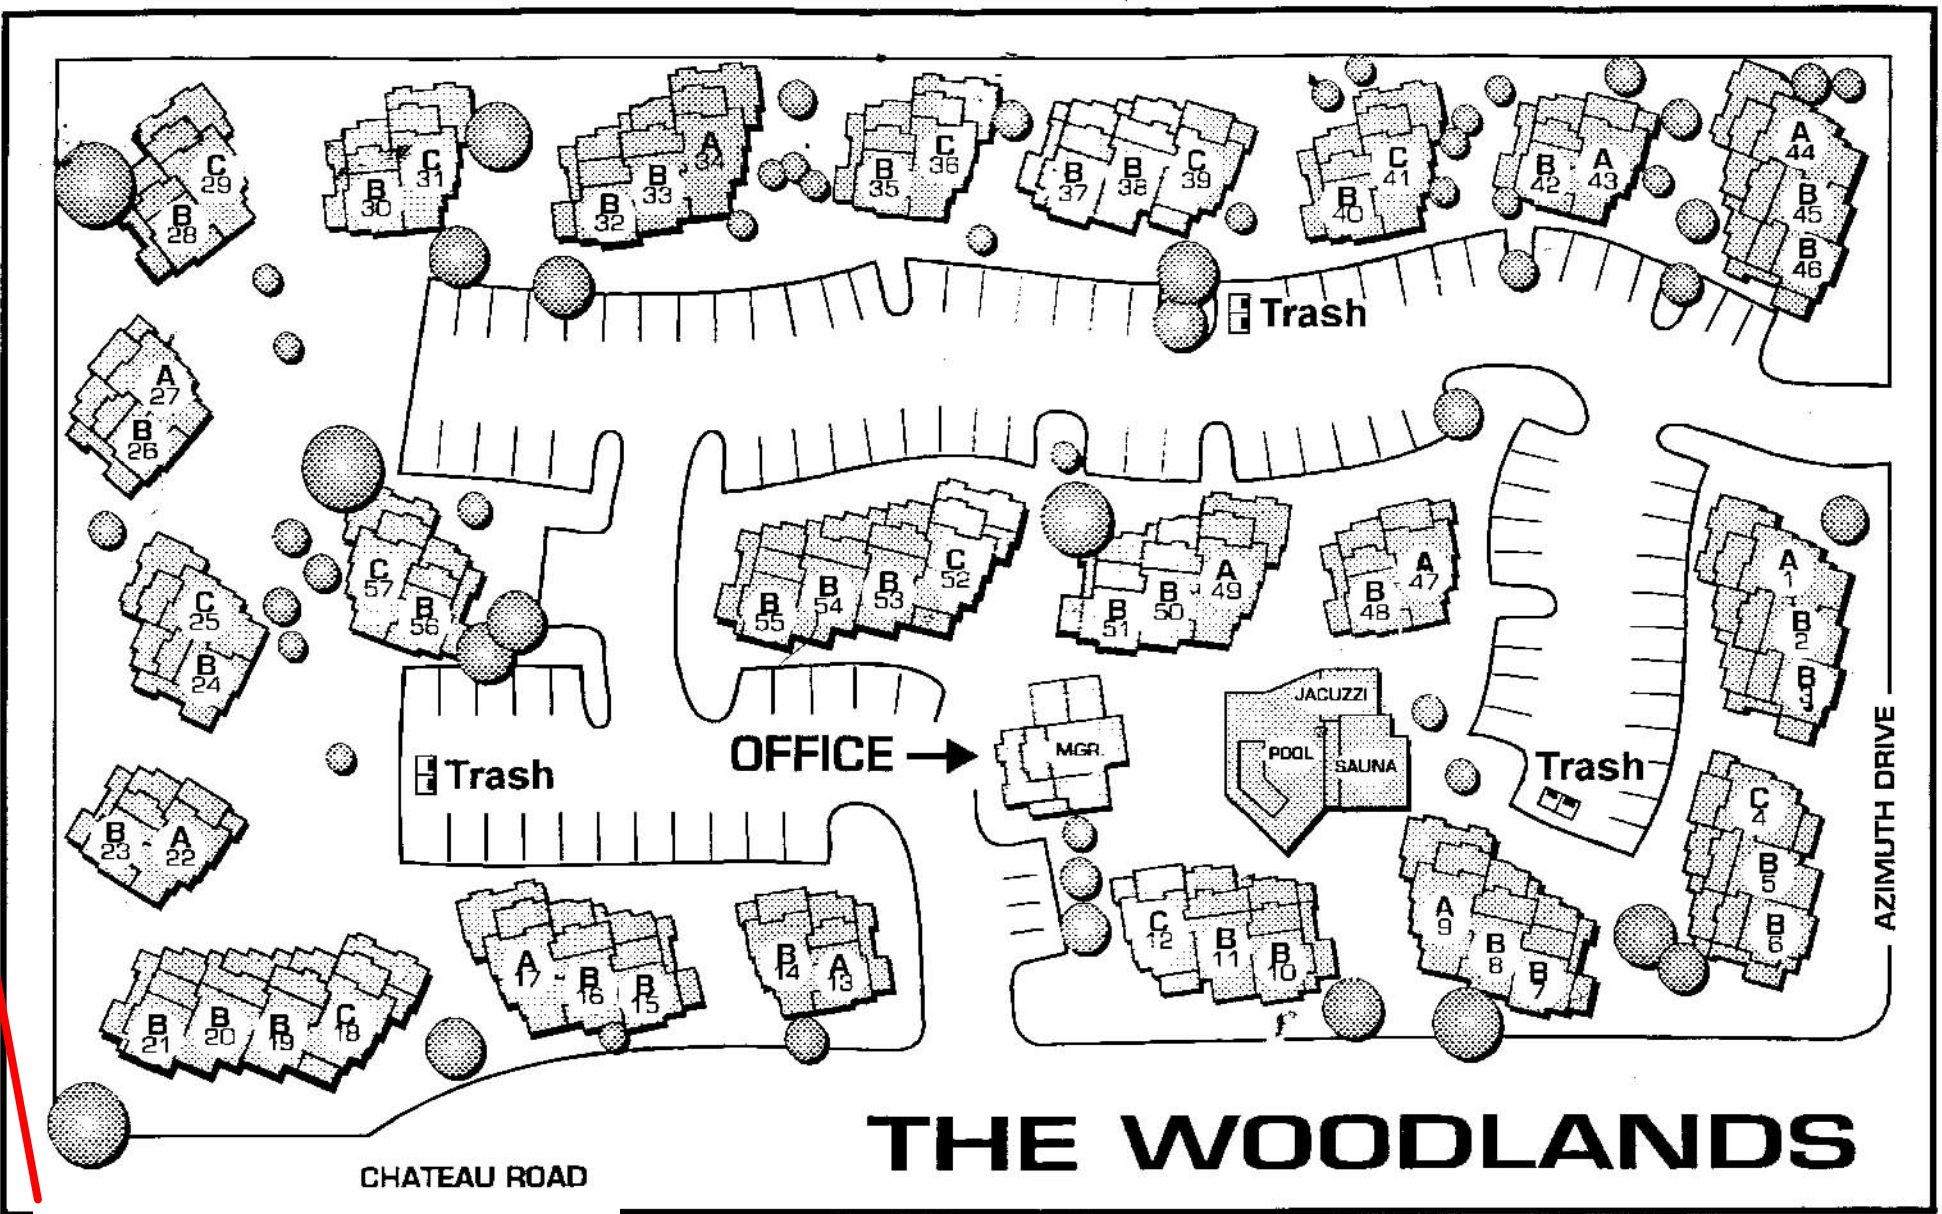 C
29
B
28
C
31
B
30
A
34
B
33
B
32
C
36
B
35
B
37
B
38
C
39
C
41
B
40
B
42
A
43
A
44
B
45
B
46
Trash
A
27
B
26
C
25
B
24
C
57
B
56
B
55
B
54
B
53
C
52
B
51
B
50
A
49
B
48
A
47
A
1
B
2
B
3
JACUZZI
POOL
SAUNA
OFFICE
MGR.
Trash
Trash
C
4
B
5
B
6
AZIMUTH DRIVE
B
23
A
22
A
17
B
16
B
15
B
14
A
13
C
12
B
11
B
10
A
9
B
8
B
7
B
21
B
20
B
19
C
18
THE WOODLANDS
CHATEAU ROAD